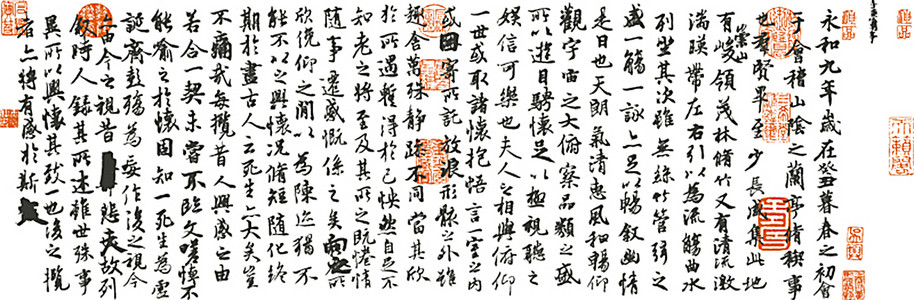 永和九年歲在癸丑暮春之初會
于會稽山陰之蘭亭脩稧事
也羣賢畢至少長咸集此地
有崇山峻領茂林脩竹又有清流激
湍暎帶左右引以為流觴曲水
列坐其次雖無絲竹管弦之
盛一觴一詠亦足以暢敘幽情
是日也天朗氣清惠風和暢仰
觀宇宙之大俯察品類之盛
所以遊目騁懷足以極視聽之
娛信可樂也夫人之相與俯仰
一世或取諸懷抱悟言一室之內
或因寄所託放浪形骸之外雖
趣舍萬殊靜躁不同當其欣
於所遇暫得於己怏然自足不
知老之將至及其所之既惓情
隨事遷感慨係之矣向之所
欣俛仰之閒以為陳迹猶不
能不以之興懷況脩短隨化終
期於盡古人云死生亦大矣豈
不痛哉每攬昔人興感之由
若合一契未嘗不臨文嗟悼不
能喻之於懷固知一死生為虛
誕齊彭殤為妄作後之視今
亦由今之視昔悲夫故列
敘時人錄其所述雖世殊事
異所以興懷其致一也後之攬
者亦將有感於斯